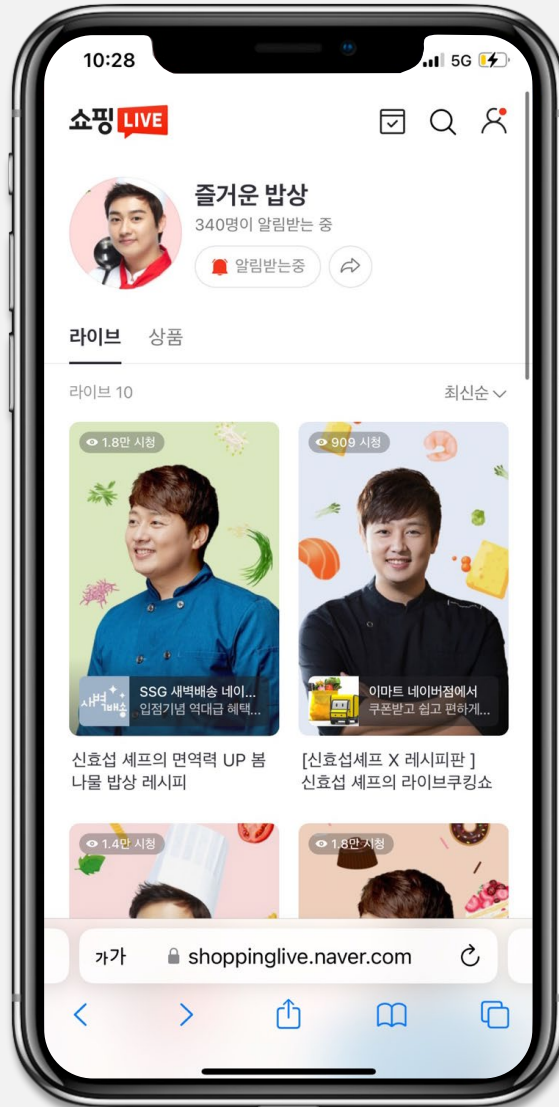 10:28
5G
쇼핑 LIVE
즐거운 밥상
340명이 알림받는 중
알림받는중
라이브 상품
라이브 10 최신순
1.8만 시청
909 시청
새벽배송
SSG 새벽배송 네이...
입점기념 역대급 혜택...
이마트 네이버점에서
쿠폰받고 쉽고 편하게...
신효섭 셰프의 면역력 UP 봄
나물 밥상 레시피
[신효섭셰프 X 레시피판 ]
신효섭 셰프의 라이브쿠킹쇼
1.4만 시청
1.8만 시청
가가 shoppinglive.naver.com